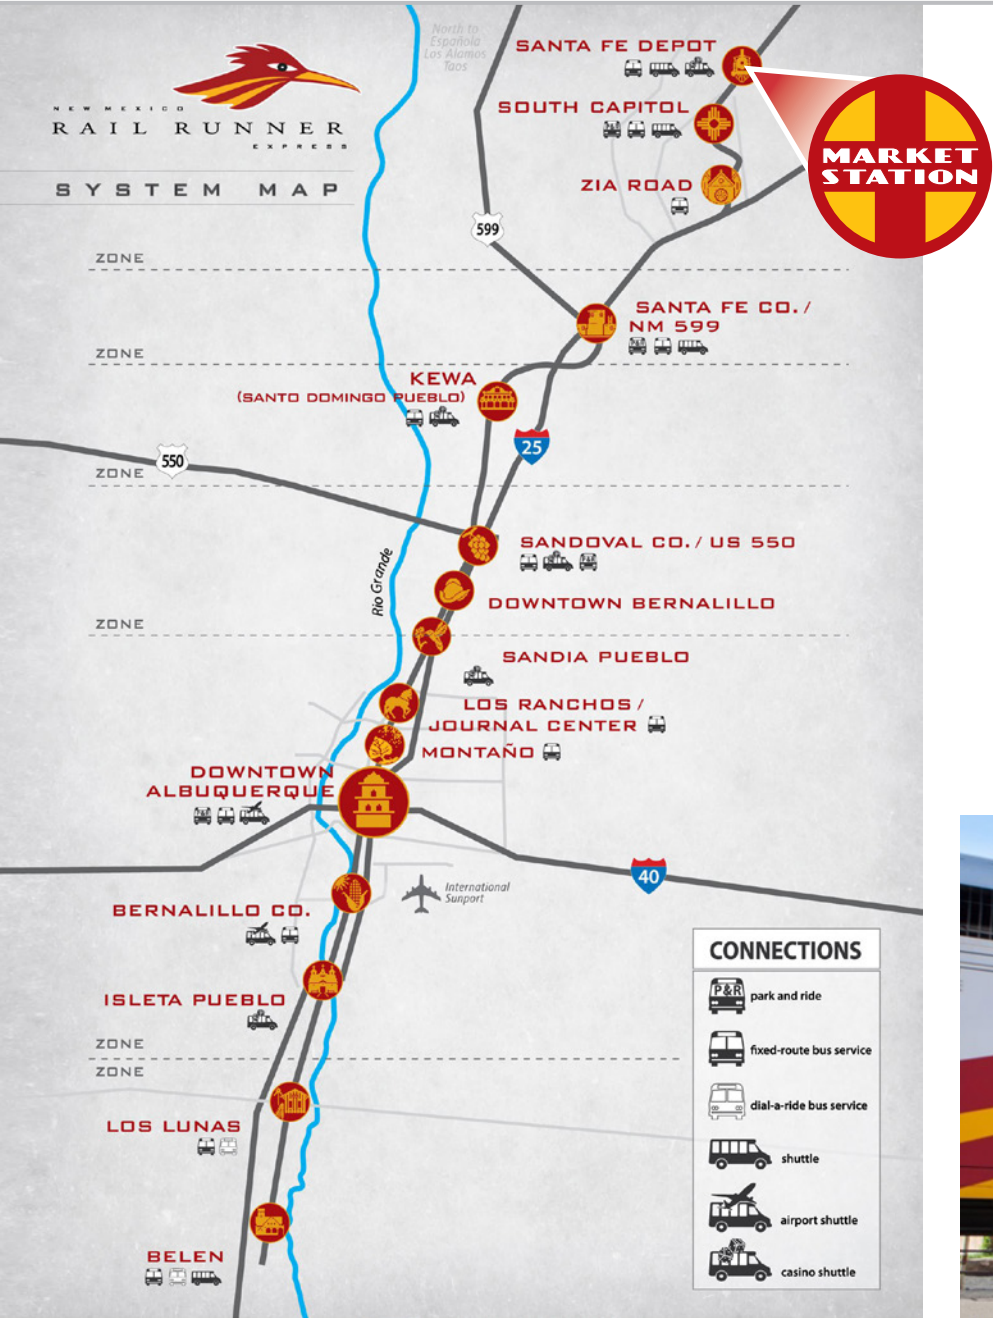 North to
Española
Los Alamos
Taos
NEW MEXICO
RAIL RUNNER
EXPRESS
SYSTEM MAP
SANTA FE DEPOT
SOUTH CAPITOL
ZIA ROAD
MARKET
STATION
599
ZONE
SANTA FE CO. /
NM 599
ZONE
KEWA
(SANTO DOMINGO PUEBLO)
25
550
ZONE
SANDOVAL CO. / US 550
Rio Grande
DOWNTOWN BERNALILLO
ZONE
SANDIA PUEBLO
LOS RANCHOS /
JOURNAL CENTER
MONTAÑO
DOWNTOWN
ALBUQUERQUE
40
International
Sunport
BERNALILLO CO.
ISLETA PUEBLO
ZONE
ZONE
LOS LUNAS
BELEN
CONNECTIONS
P&R
park and ride
fixed-route bus service
dial-a-ride bus service
shuttle
airport shuttle
casino shuttle